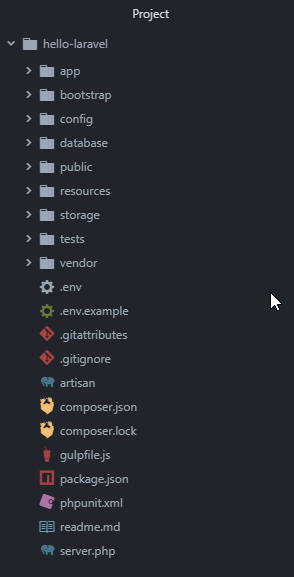 Project
hello-laravel
app
bootstrap
config
database
public
resources
storage
tests
vendor
.env
.env.example
.gitattributes
.gitignore
artisan
composer.json
composer.lock
gulpfile.js
package.json
phpunit.xml
readme.md
server.php